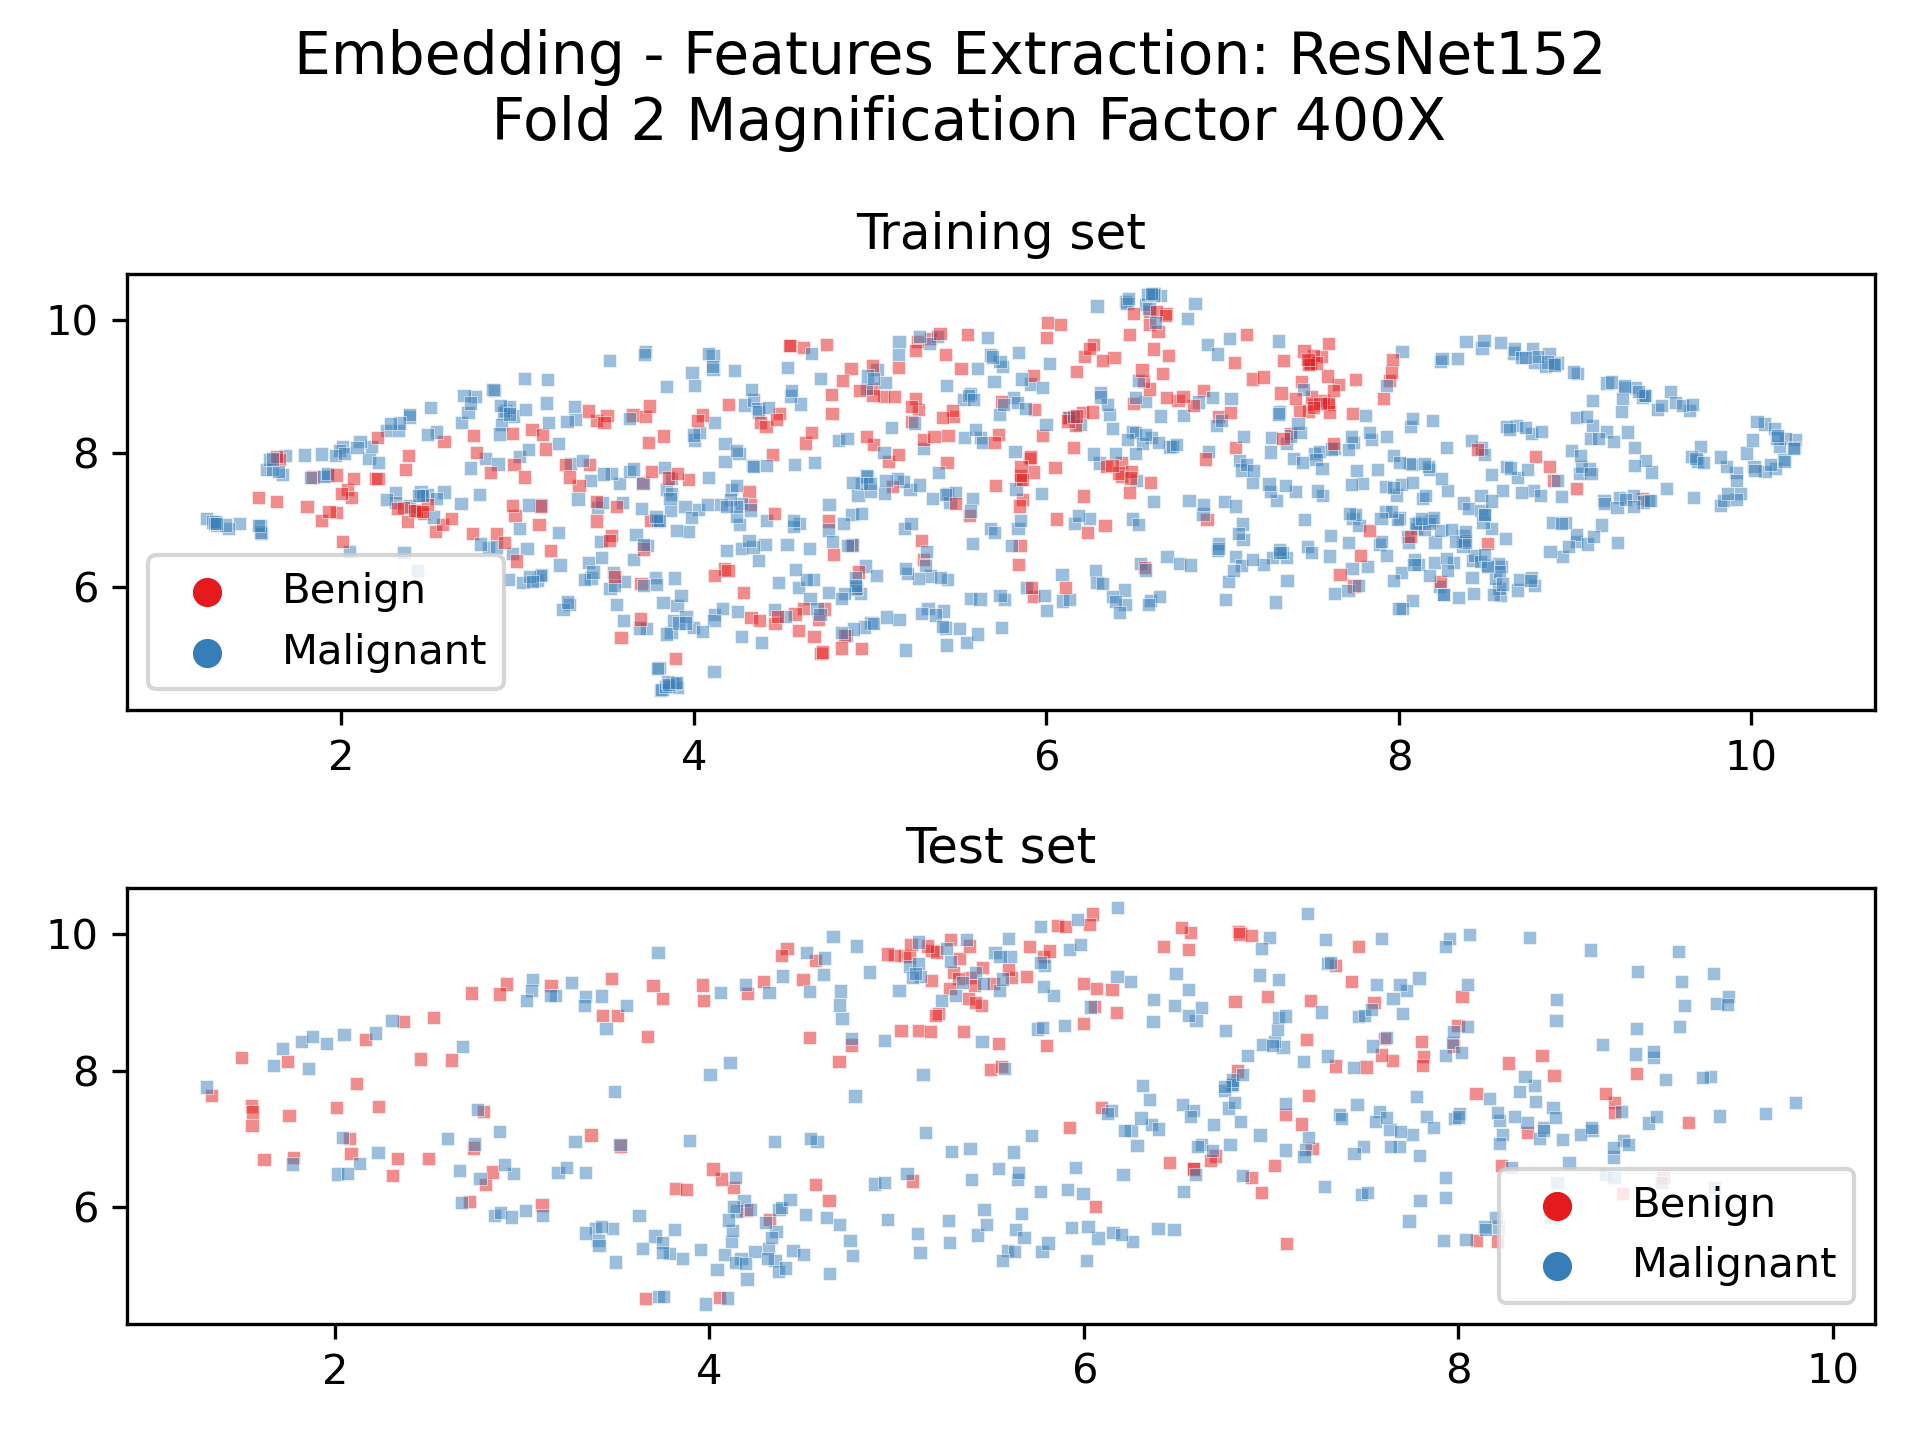 Embedding - Features Extraction: ResNet152
Fold 2 Magnification Factor 400X
Training set
10
8
6
Benign
Malignant
2 4 6 8 10
Test set
10
8
6
Benign
Malignant
2 4 6 8 10